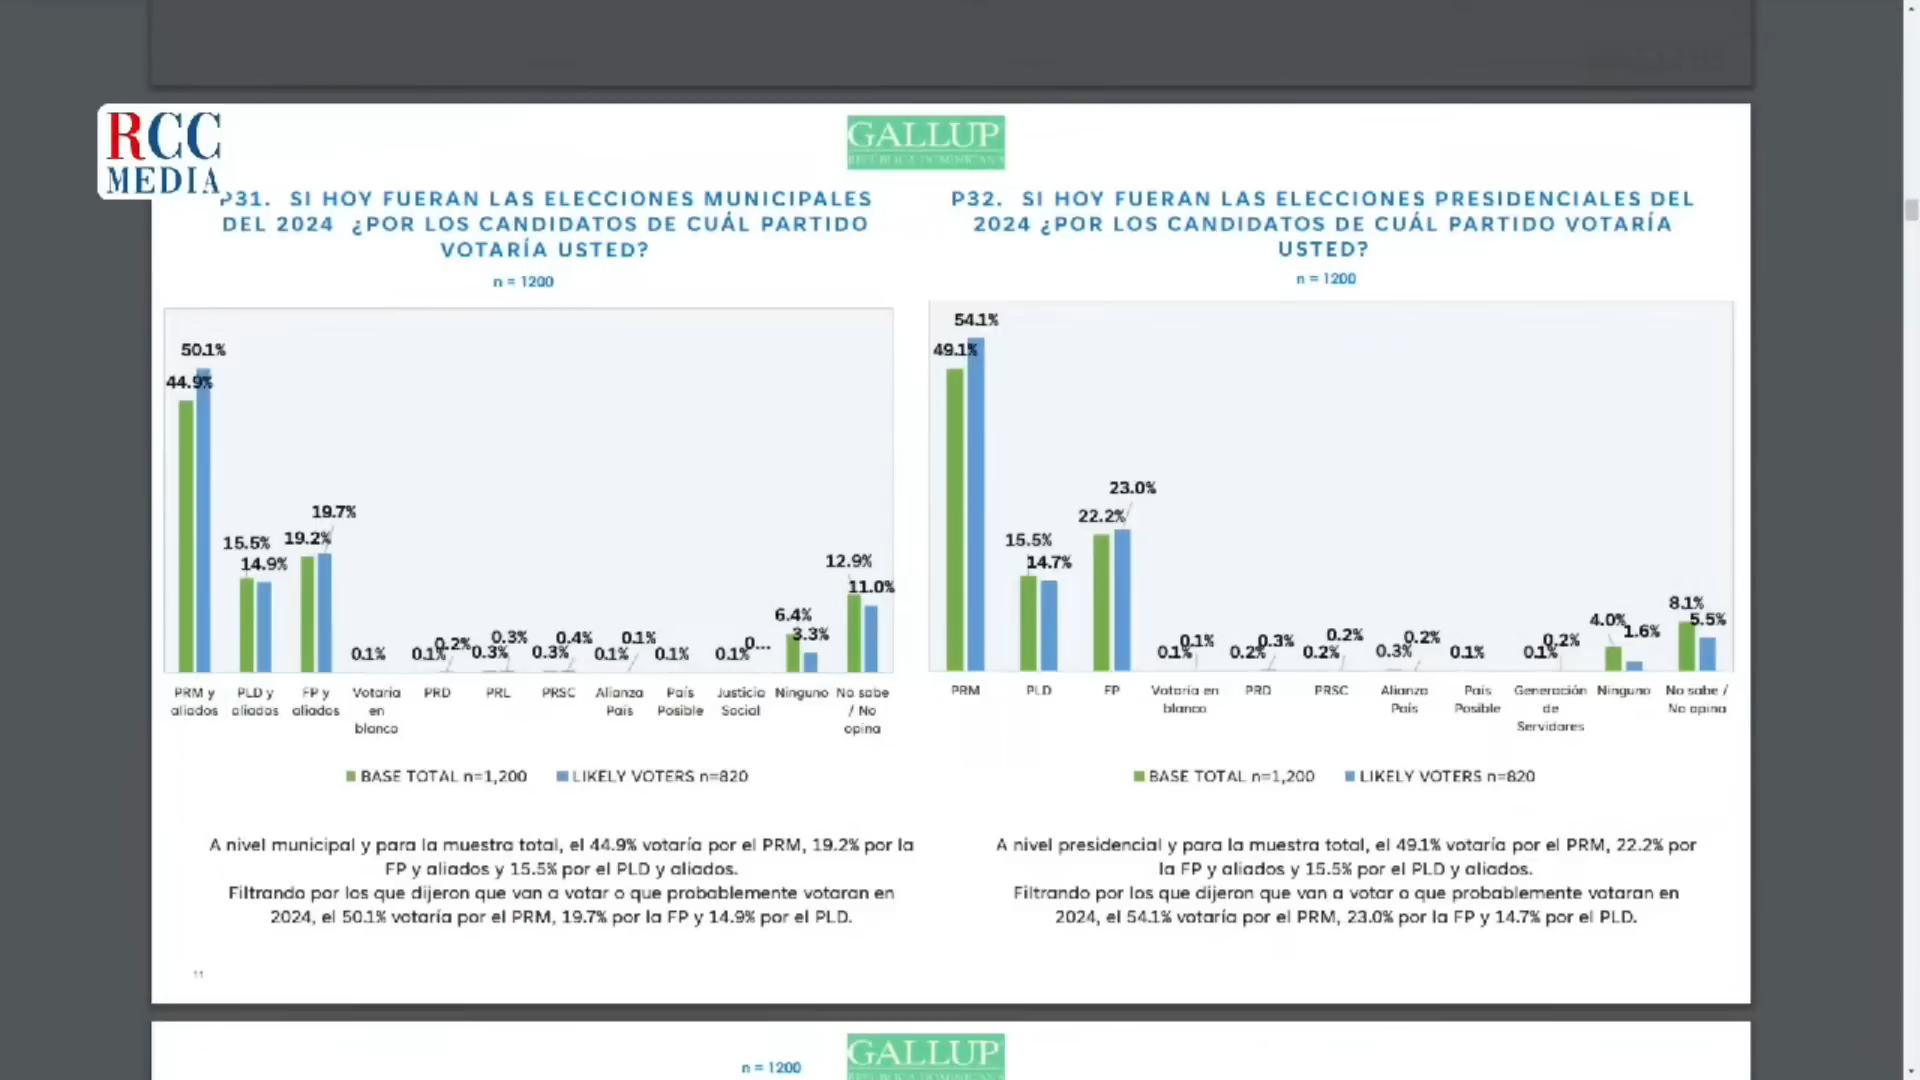 RCC
MEDIA
GALLUP
REPÚBLICA DOMINICANA
P31. SI HOY FUERAN LAS ELECCIONES MUNICIPALES
DEL 2024 ¿POR LOS CANDIDATOS DE CUÁL PARTIDO
VOTARÍA USTED?
n = 1200
50.1%
44.9%
19.7%
15.5%
19.2%
14.9%
12.9%
11.0%
6.4%
3.3%
0.1%
0.1%
0.2%
0.3%
0.3%
0.3%
0.4%
0.1%
0.1%
0.1%
0.1%
0...
PRM y
aliados
PLD y
aliados
FP y
aliados
Votaría
en
blanco
PRD
PRL
PRSC
Alianza
País
País
Posible
Justicia
Social
Ninguno
No sabe
/ No
opina
BASE TOTAL n=1,200
LIKELY VOTERS n=820
A nivel municipal y para la muestra total, el 44.9% votaría por el PRM, 19.2% por la
FP y aliados y 15.5% por el PLD y aliados.
Filtrando por los que dijeron que van a votar o que probablemente votaran en
2024, el 50.1% votaría por el PRM, 19.7% por la FP y 14.9% por el PLD.
11
P32. SI HOY FUERAN LAS ELECCIONES PRESIDENCIALES DEL
2024 ¿POR LOS CANDIDATOS DE CUÁL PARTIDO VOTARÍA
USTED?
n = 1200
54.1%
49.1%
23.0%
22.2%
15.5%
14.7%
8.1%
5.5%
4.0%
1.6%
0.1%
0.1%
0.2%
0.3%
0.2%
0.2%
0.3%
0.2%
0.1%
0.1%
0.2%
PRM
PLD
FP
Votaría en
blanco
PRD
PRSC
Alianza
País
País
Posible
Generación
de
Servidores
Ninguno
No sabe /
No opina
BASE TOTAL n=1,200
LIKELY VOTERS n=820
A nivel presidencial y para la muestra total, el 49.1% votaría por el PRM, 22.2% por
la FP y aliados y 15.5% por el PLD y aliados.
Filtrando por los que dijeron que van a votar o que probablemente votaran en
2024, el 54.1% votaría por el PRM, 23.0% por la FP y 14.7% por el PLD.
n = 1200
GALLUP
REPÚBLICA DOMINICANA